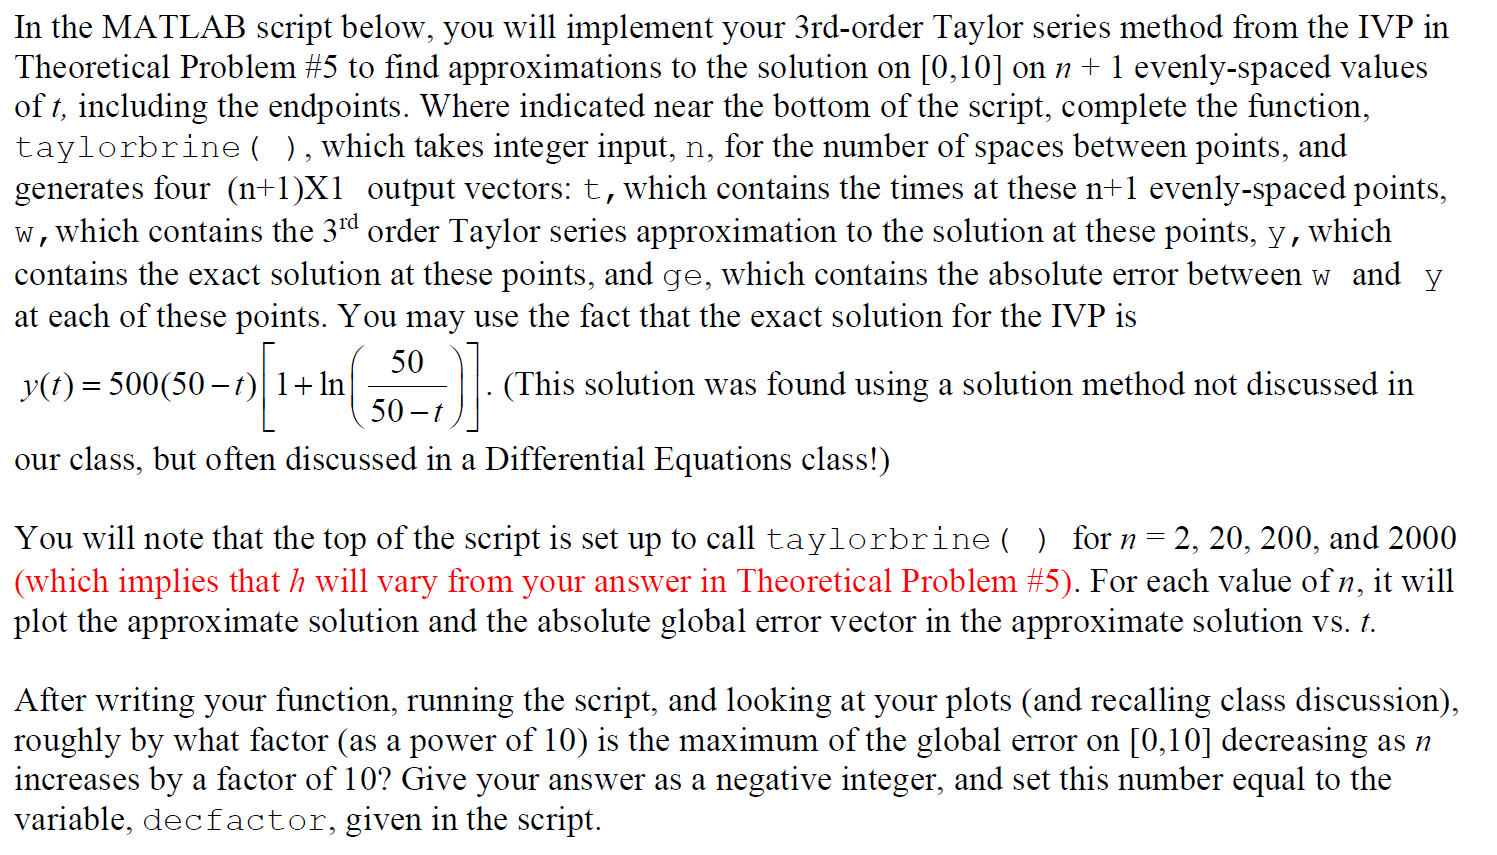 In the MATLAB script below, you will implement your 3rd-order Taylor series method from the IVP in
Theoretical Problem #5 to find approximations to the solution on [0,10] on n + 1 evenly-spaced values
of t, including the endpoints. Where indicated near the bottom of the script, complete the function,
taylorbrine( ), which takes integer input, n, for the number of spaces between points, and
generates four (n+1)X1 output vectors: t, which contains the times at these n+1 evenly-spaced points,
w, which contains the 3rd order Taylor series approximation to the solution at these points, y, which
contains the exact solution at these points, and ge, which contains the absolute error between w and y
at each of these points. You may use the fact that the exact solution for the IVP is
y(t) = 500(50 – t)[1 + ln(50/(50 – t))]. (This solution was found using a solution method not discussed in
our class, but often discussed in a Differential Equations class!)
You will note that the top of the script is set up to call taylorbrine( ) for n = 2, 20, 200, and 2000
(which implies that h will vary from your answer in Theoretical Problem #5). For each value of n, it will
plot the approximate solution and the absolute global error vector in the approximate solution vs. t.
After writing your function, running the script, and looking at your plots (and recalling class discussion),
roughly by what factor (as a power of 10) is the maximum of the global error on [0,10] decreasing as n
increases by a factor of 10? Give your answer as a negative integer, and set this number equal to the
variable, decfactor, given in the script.